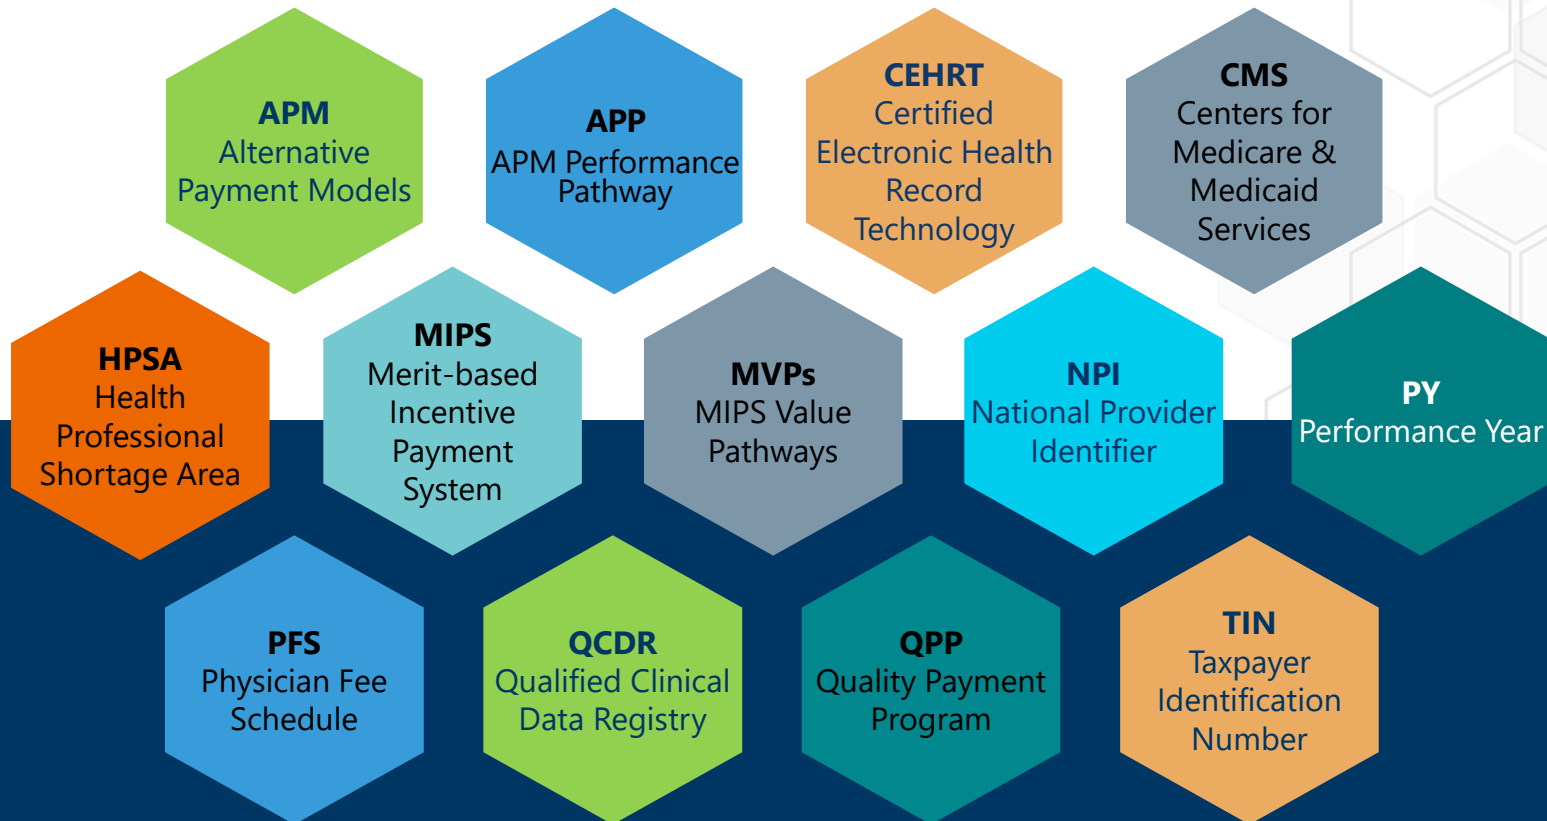 APM
Alternative
Payment Models
APP
APM Performance
Pathway
CEHRT
Certified
Electronic Health
Record
Technology
CMS
Centers for
Medicare &
Medicaid
Services
HPSA
Health
Professional
Shortage Area
MIPS
Merit-based
Incentive
Payment
System
MVPs
MIPS Value
Pathways
NPI
National Provider
Identifier
PY
Performance Year
PFS
Physician Fee
Schedule
QCDR
Qualified Clinical
Data Registry
QPP
Quality Payment
Program
TIN
Taxpayer
Identification
Number